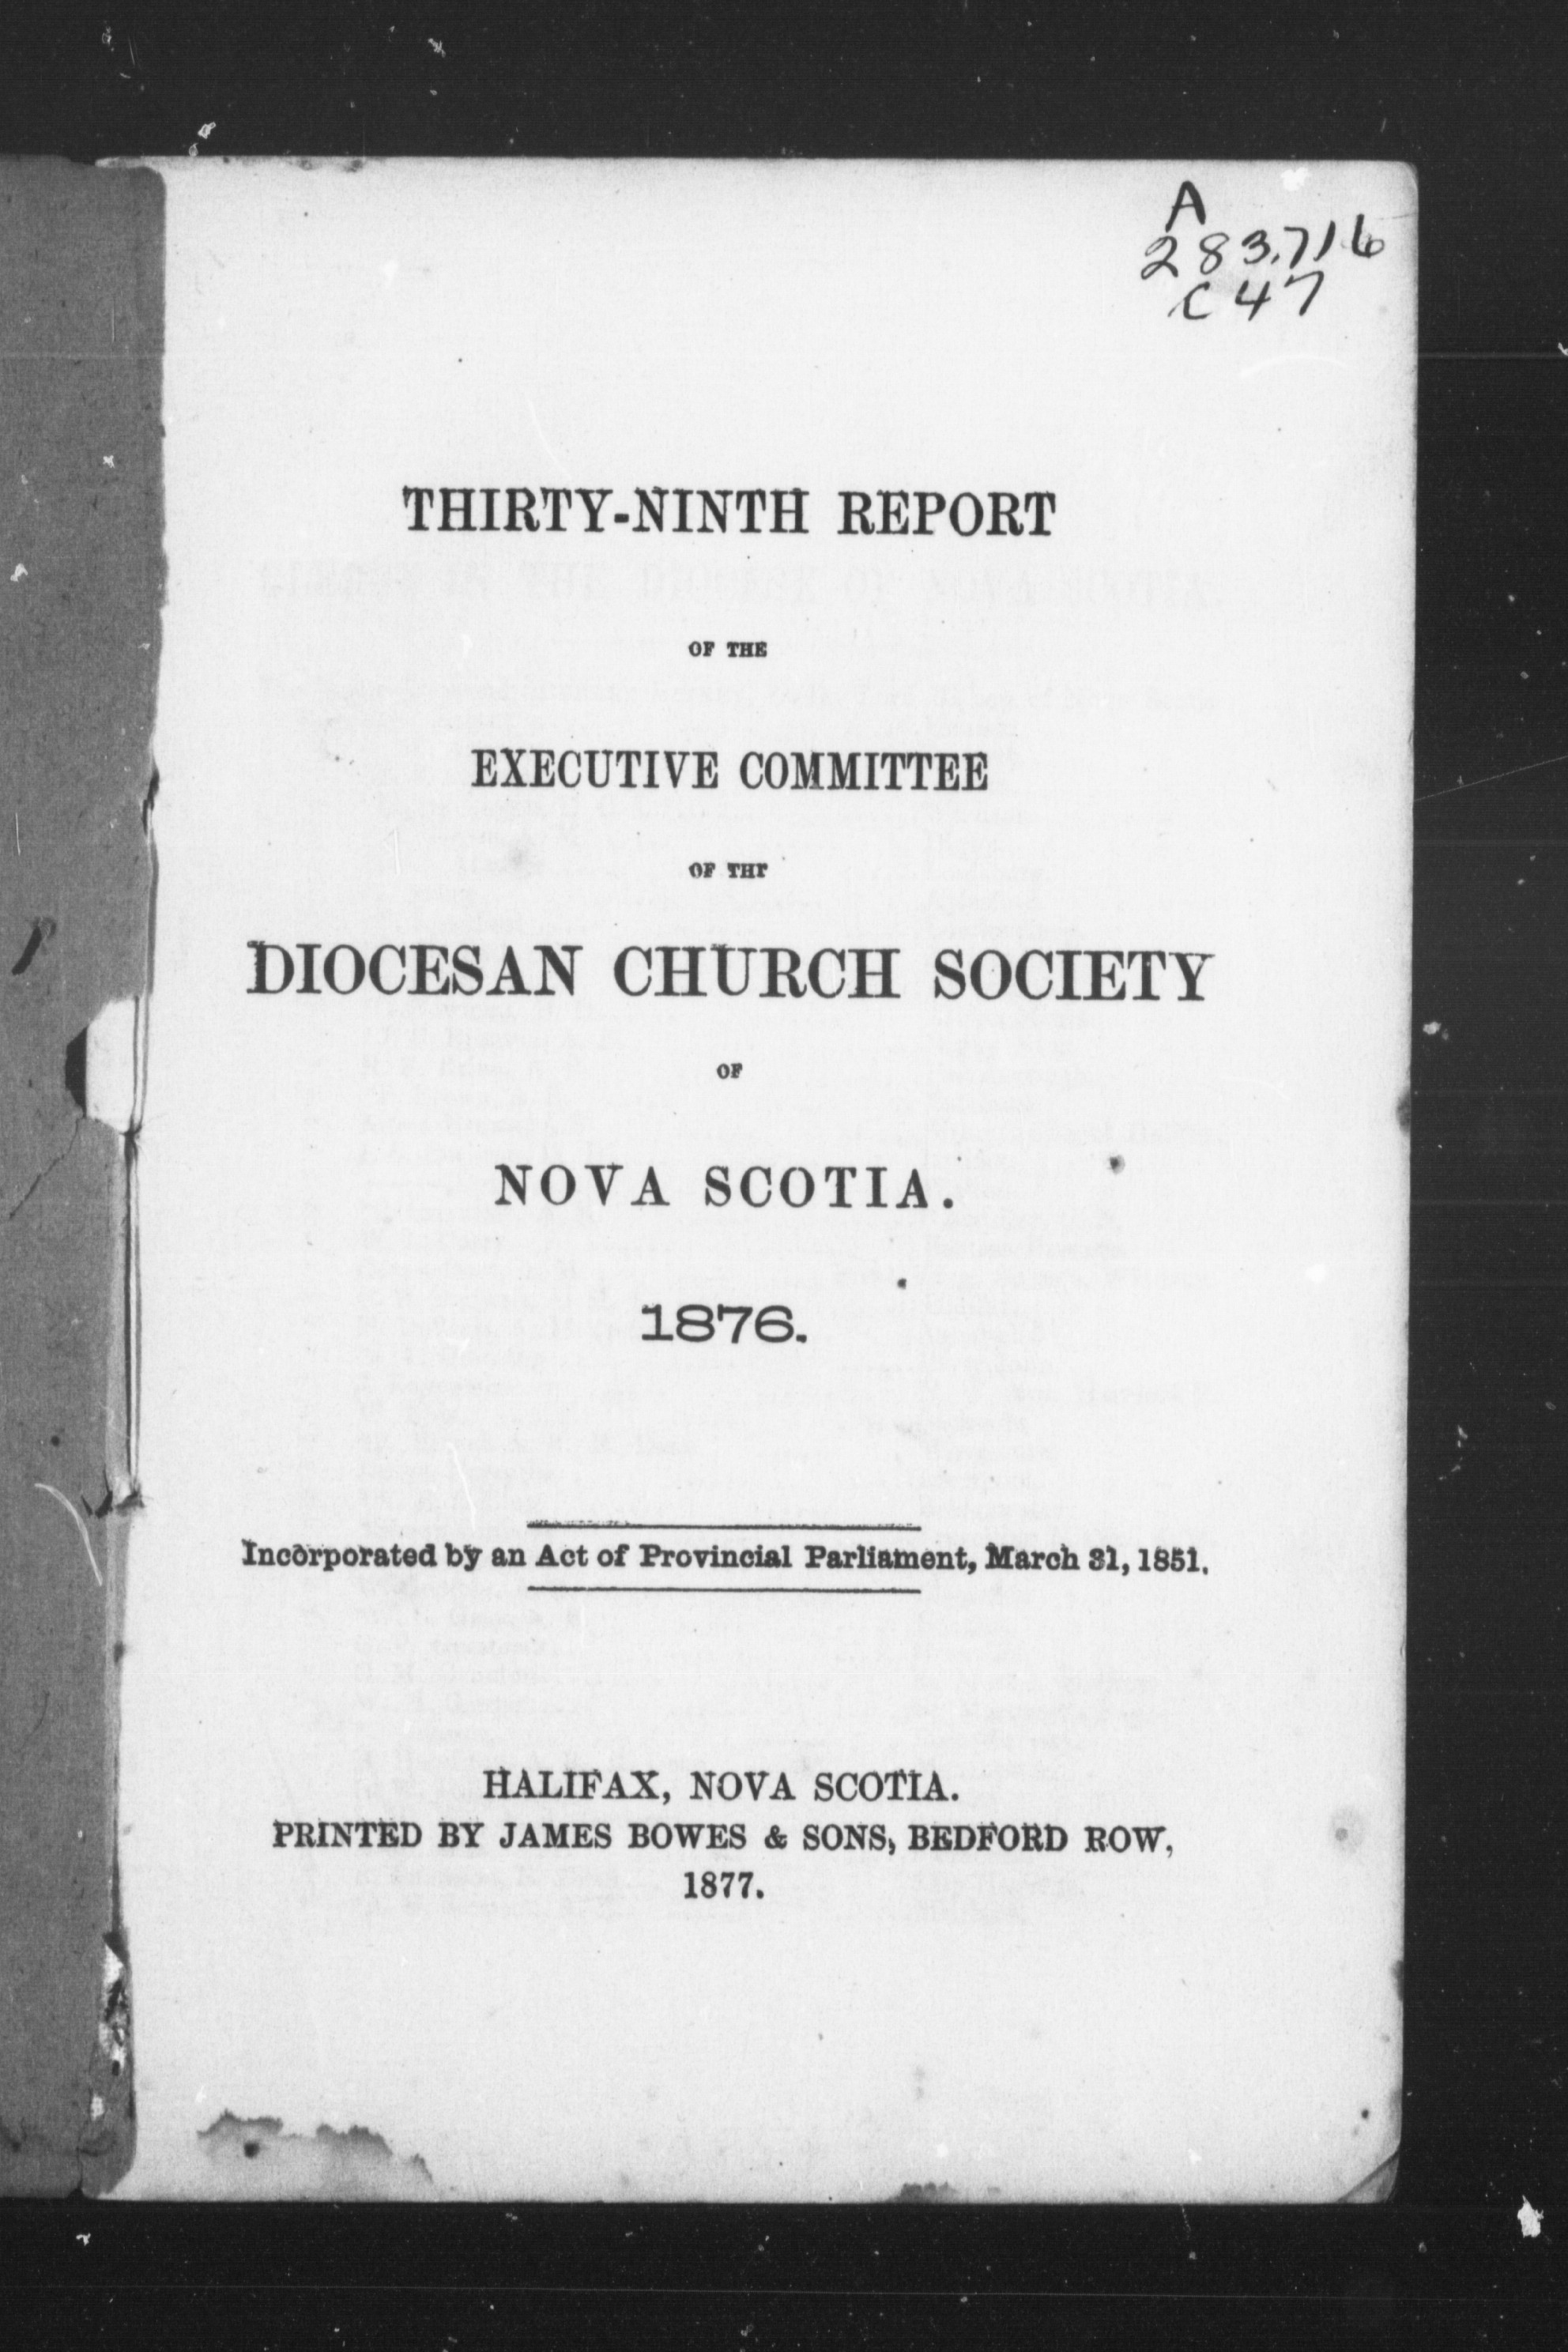 A
283.716
C47
THIRTY-NINTH REPORT
OF THE
EXECUTIVE COMMITTEE
OF THE
DIOCESAN CHURCH SOCIETY
OF
NOVA SCOTIA.
1876.
Incorporated by an Act of Provincial Parliament, March 31, 1851.
HALIFAX, NOVA SCOTIA.
PRINTED BY JAMES BOWES & SONS, BEDFORD ROW,
1877.